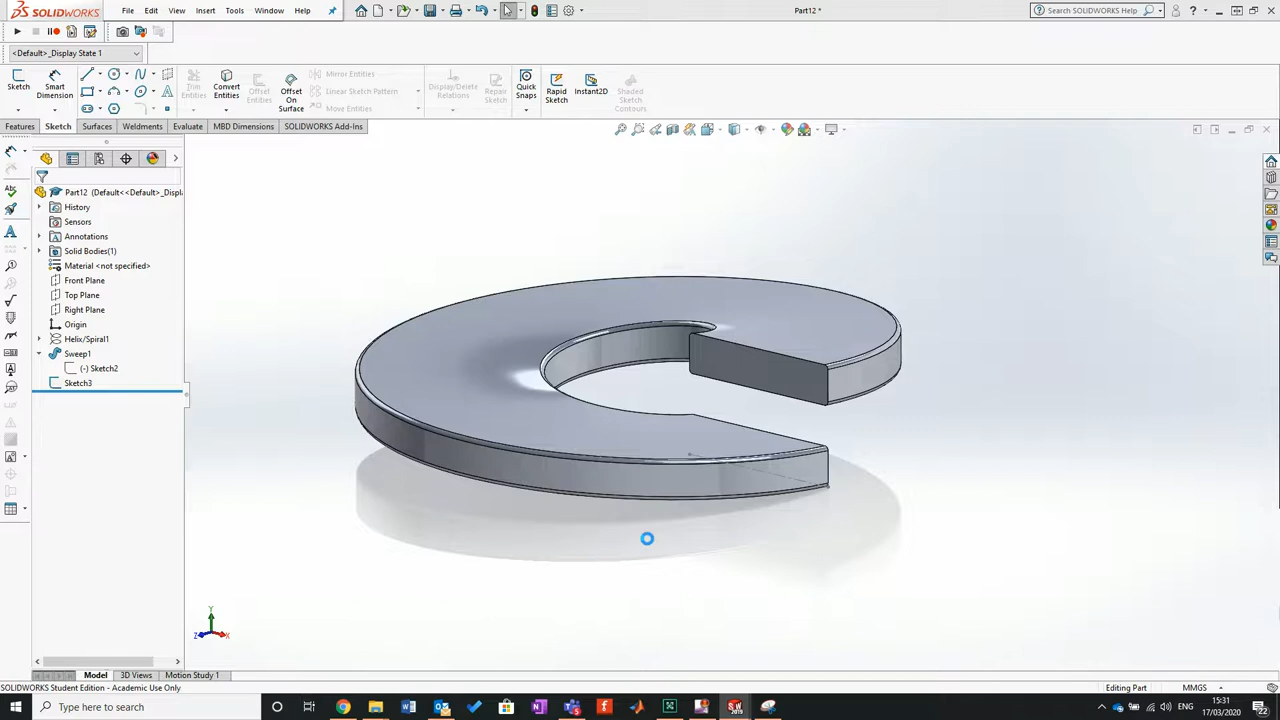 SOLIDWORKS File Edit View Insert Tools Window Help Part12 * Search SOLIDWORKS Help
<Default>_Display State 1
Sketch Smart Dimension Trim Entities Convert Entities Offset Entities Offset On Surface Mirror Entities Linear Sketch Pattern Move Entities Display/Delete Relations Repair Sketch Quick Snaps Rapid Sketch Instant2D Shaded Sketch Contours
Features Sketch Surfaces Weldments Evaluate MBD Dimensions SOLIDWORKS Add-Ins
Part12 (Default<<Default>_Displ
History
Sensors
Annotations
Solid Bodies(1)
Material <not specified>
Front Plane
Top Plane
Right Plane
Origin
Helix/Spiral1
Sweep1
(-) Sketch2
Sketch3
Y
Z X
Model 3D Views Motion Study 1
SOLIDWORKS Student Edition - Academic Use Only Editing Part MMGS
Type here to search ENG 15:31
17/03/2020